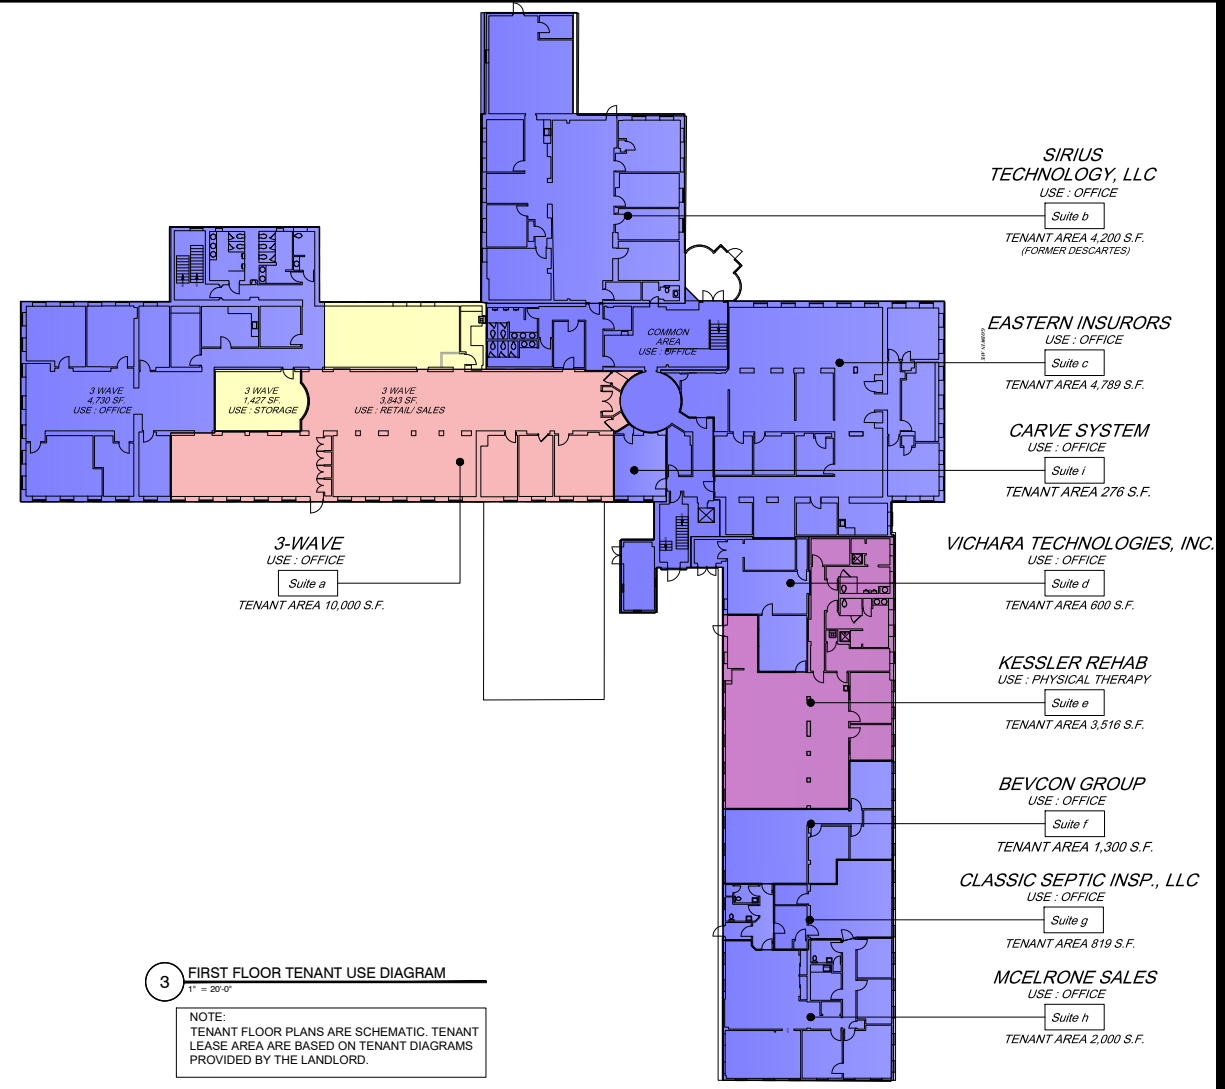 SIRIUS
TECHNOLOGY, LLC
USE : OFFICE
Suite b
TENANT AREA 4,200 S.F.
(FORMER DESCARTES)
COMMON
AREA
USE : OFFICE
EASTERN INSURORS
USE : OFFICE
Suite c
TENANT AREA 4,789 S.F.
3 WAVE
4,730 SF.
USE : OFFICE
3 WAVE
1,427 SF.
USE : STORAGE
3 WAVE
3,843 SF.
USE : RETAIL/ SALES
CARVE SYSTEM
USE : OFFICE
Suite i
TENANT AREA 276 S.F.
3-WAVE
USE : OFFICE
Suite a
TENANT AREA 10,000 S.F.
VICHARA TECHNOLOGIES, INC.
USE : OFFICE
Suite d
TENANT AREA 600 S.F.
KESSLER REHAB
USE : PHYSICAL THERAPY
Suite e
TENANT AREA 3,516 S.F.
BEVCON GROUP
USE : OFFICE
Suite f
TENANT AREA 1,300 S.F.
CLASSIC SEPTIC INSP., LLC
USE : OFFICE
Suite g
TENANT AREA 819 S.F.
MCELRONE SALES
USE : OFFICE
Suite h
TENANT AREA 2,000 S.F.
3
FIRST FLOOR TENANT USE DIAGRAM
1" = 20'-0"
NOTE:
TENANT FLOOR PLANS ARE SCHEMATIC. TENANT
LEASE AREA ARE BASED ON TENANT DIAGRAMS
PROVIDED BY THE LANDLORD.